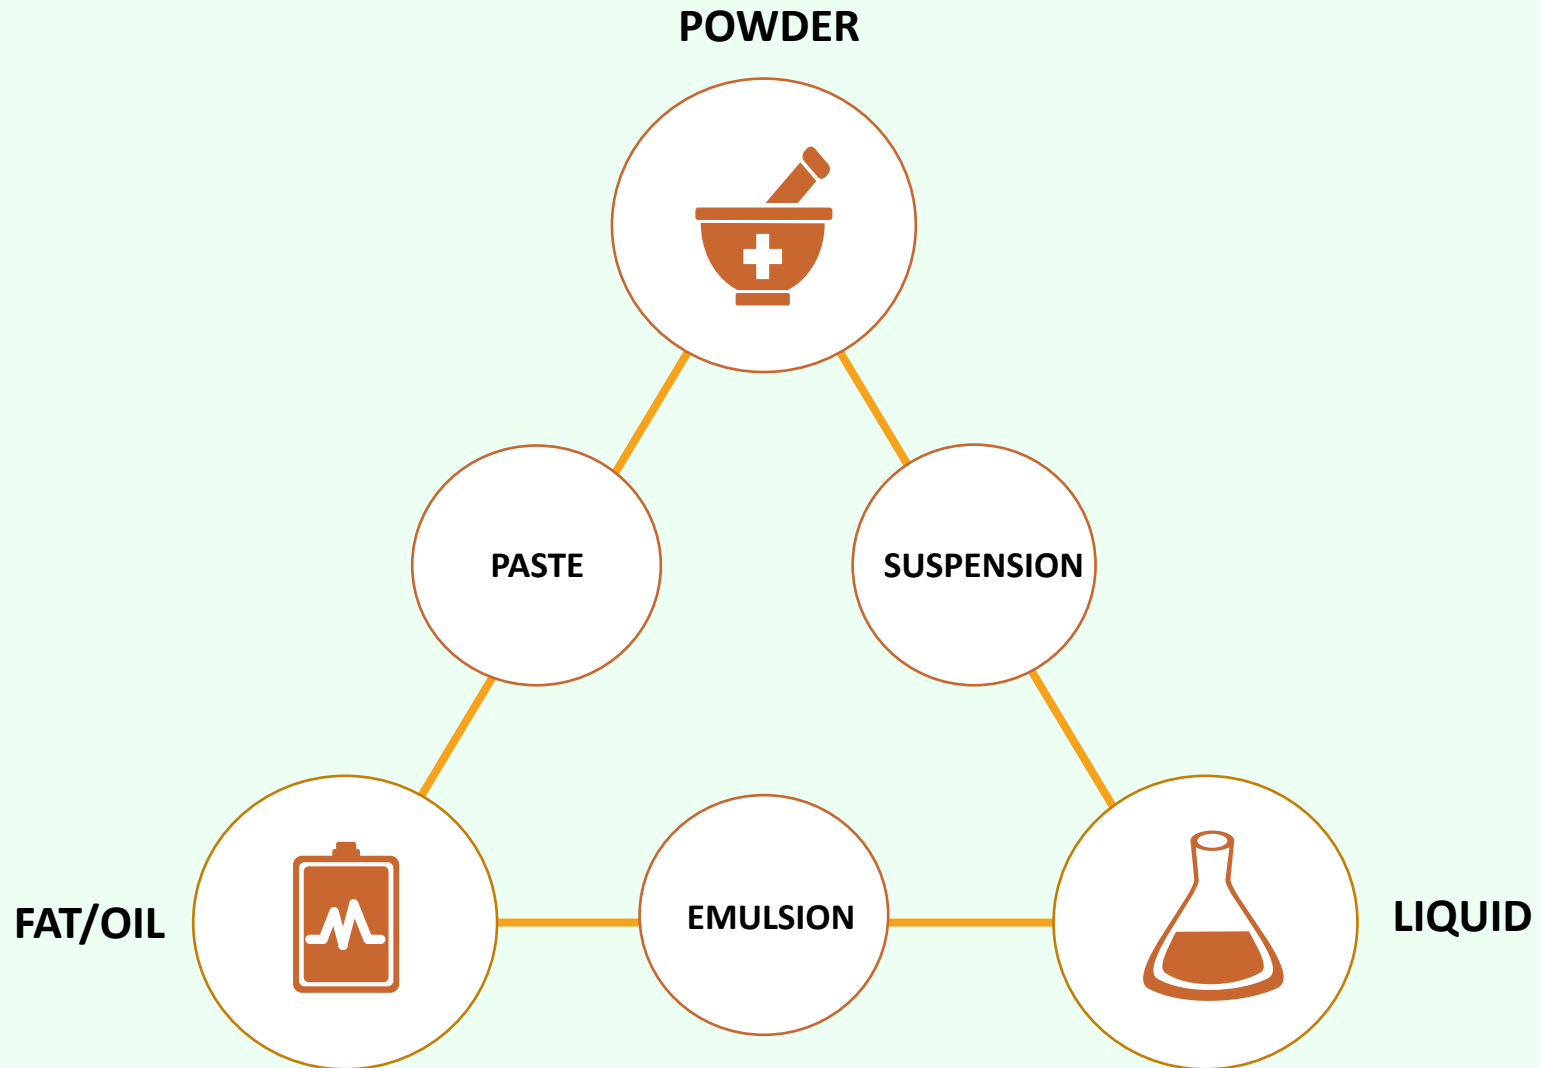 POWDER
PASTE
SUSPENSION
FAT/OIL
EMULSION
LIQUID